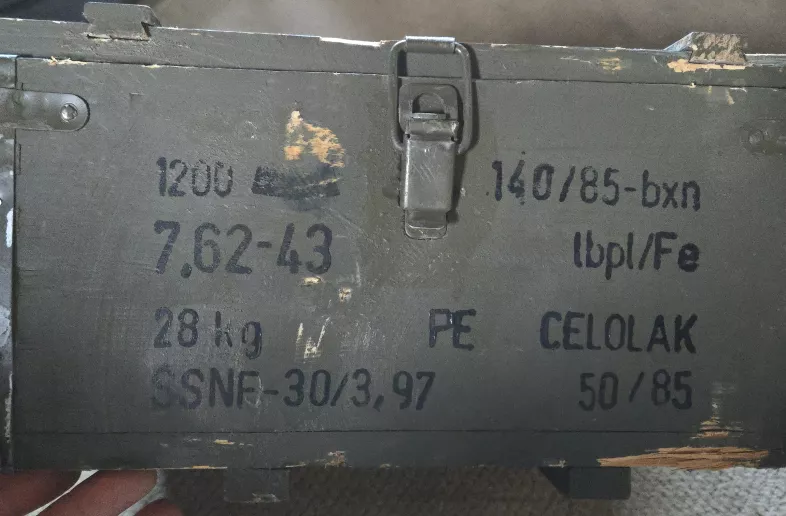 1200 140/85-bxn
7,62-43 lbpl/Fe
28 kg PE CELOLAK
SSNF-30/3,97 50/85